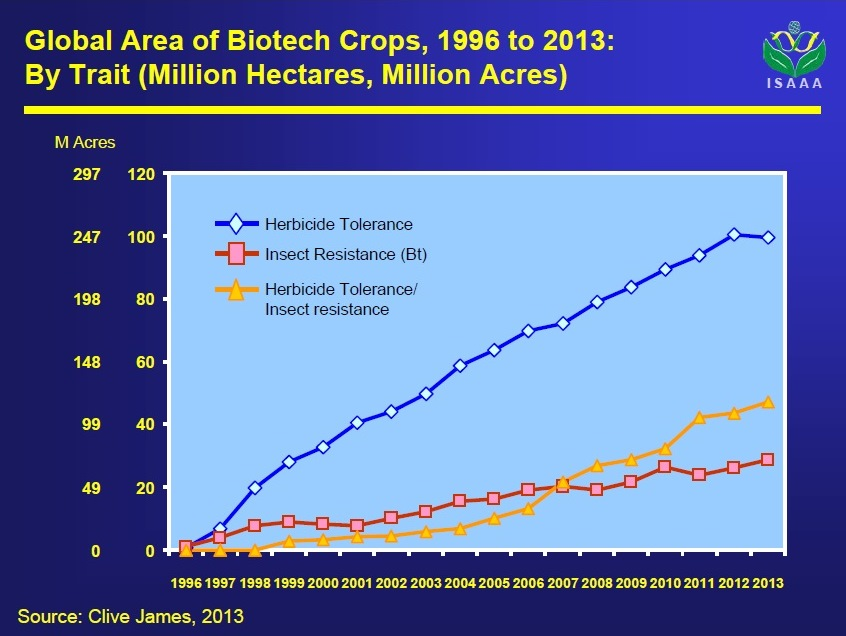 Global Area of Biotech Crops, 1996 to 2013:
By Trait (Million Hectares, Million Acres)
ISAAA
M Acres
297 120
247 100
198 80
148 60
99 40
49 20
0 0
Herbicide Tolerance
Insect Resistance (Bt)
Herbicide Tolerance/
Insect resistance
1996 1997 1998 1999 2000 2001 2002 2003 2004 2005 2006 2007 2008 2009 2010 2011 2012 2013
Source: Clive James, 2013